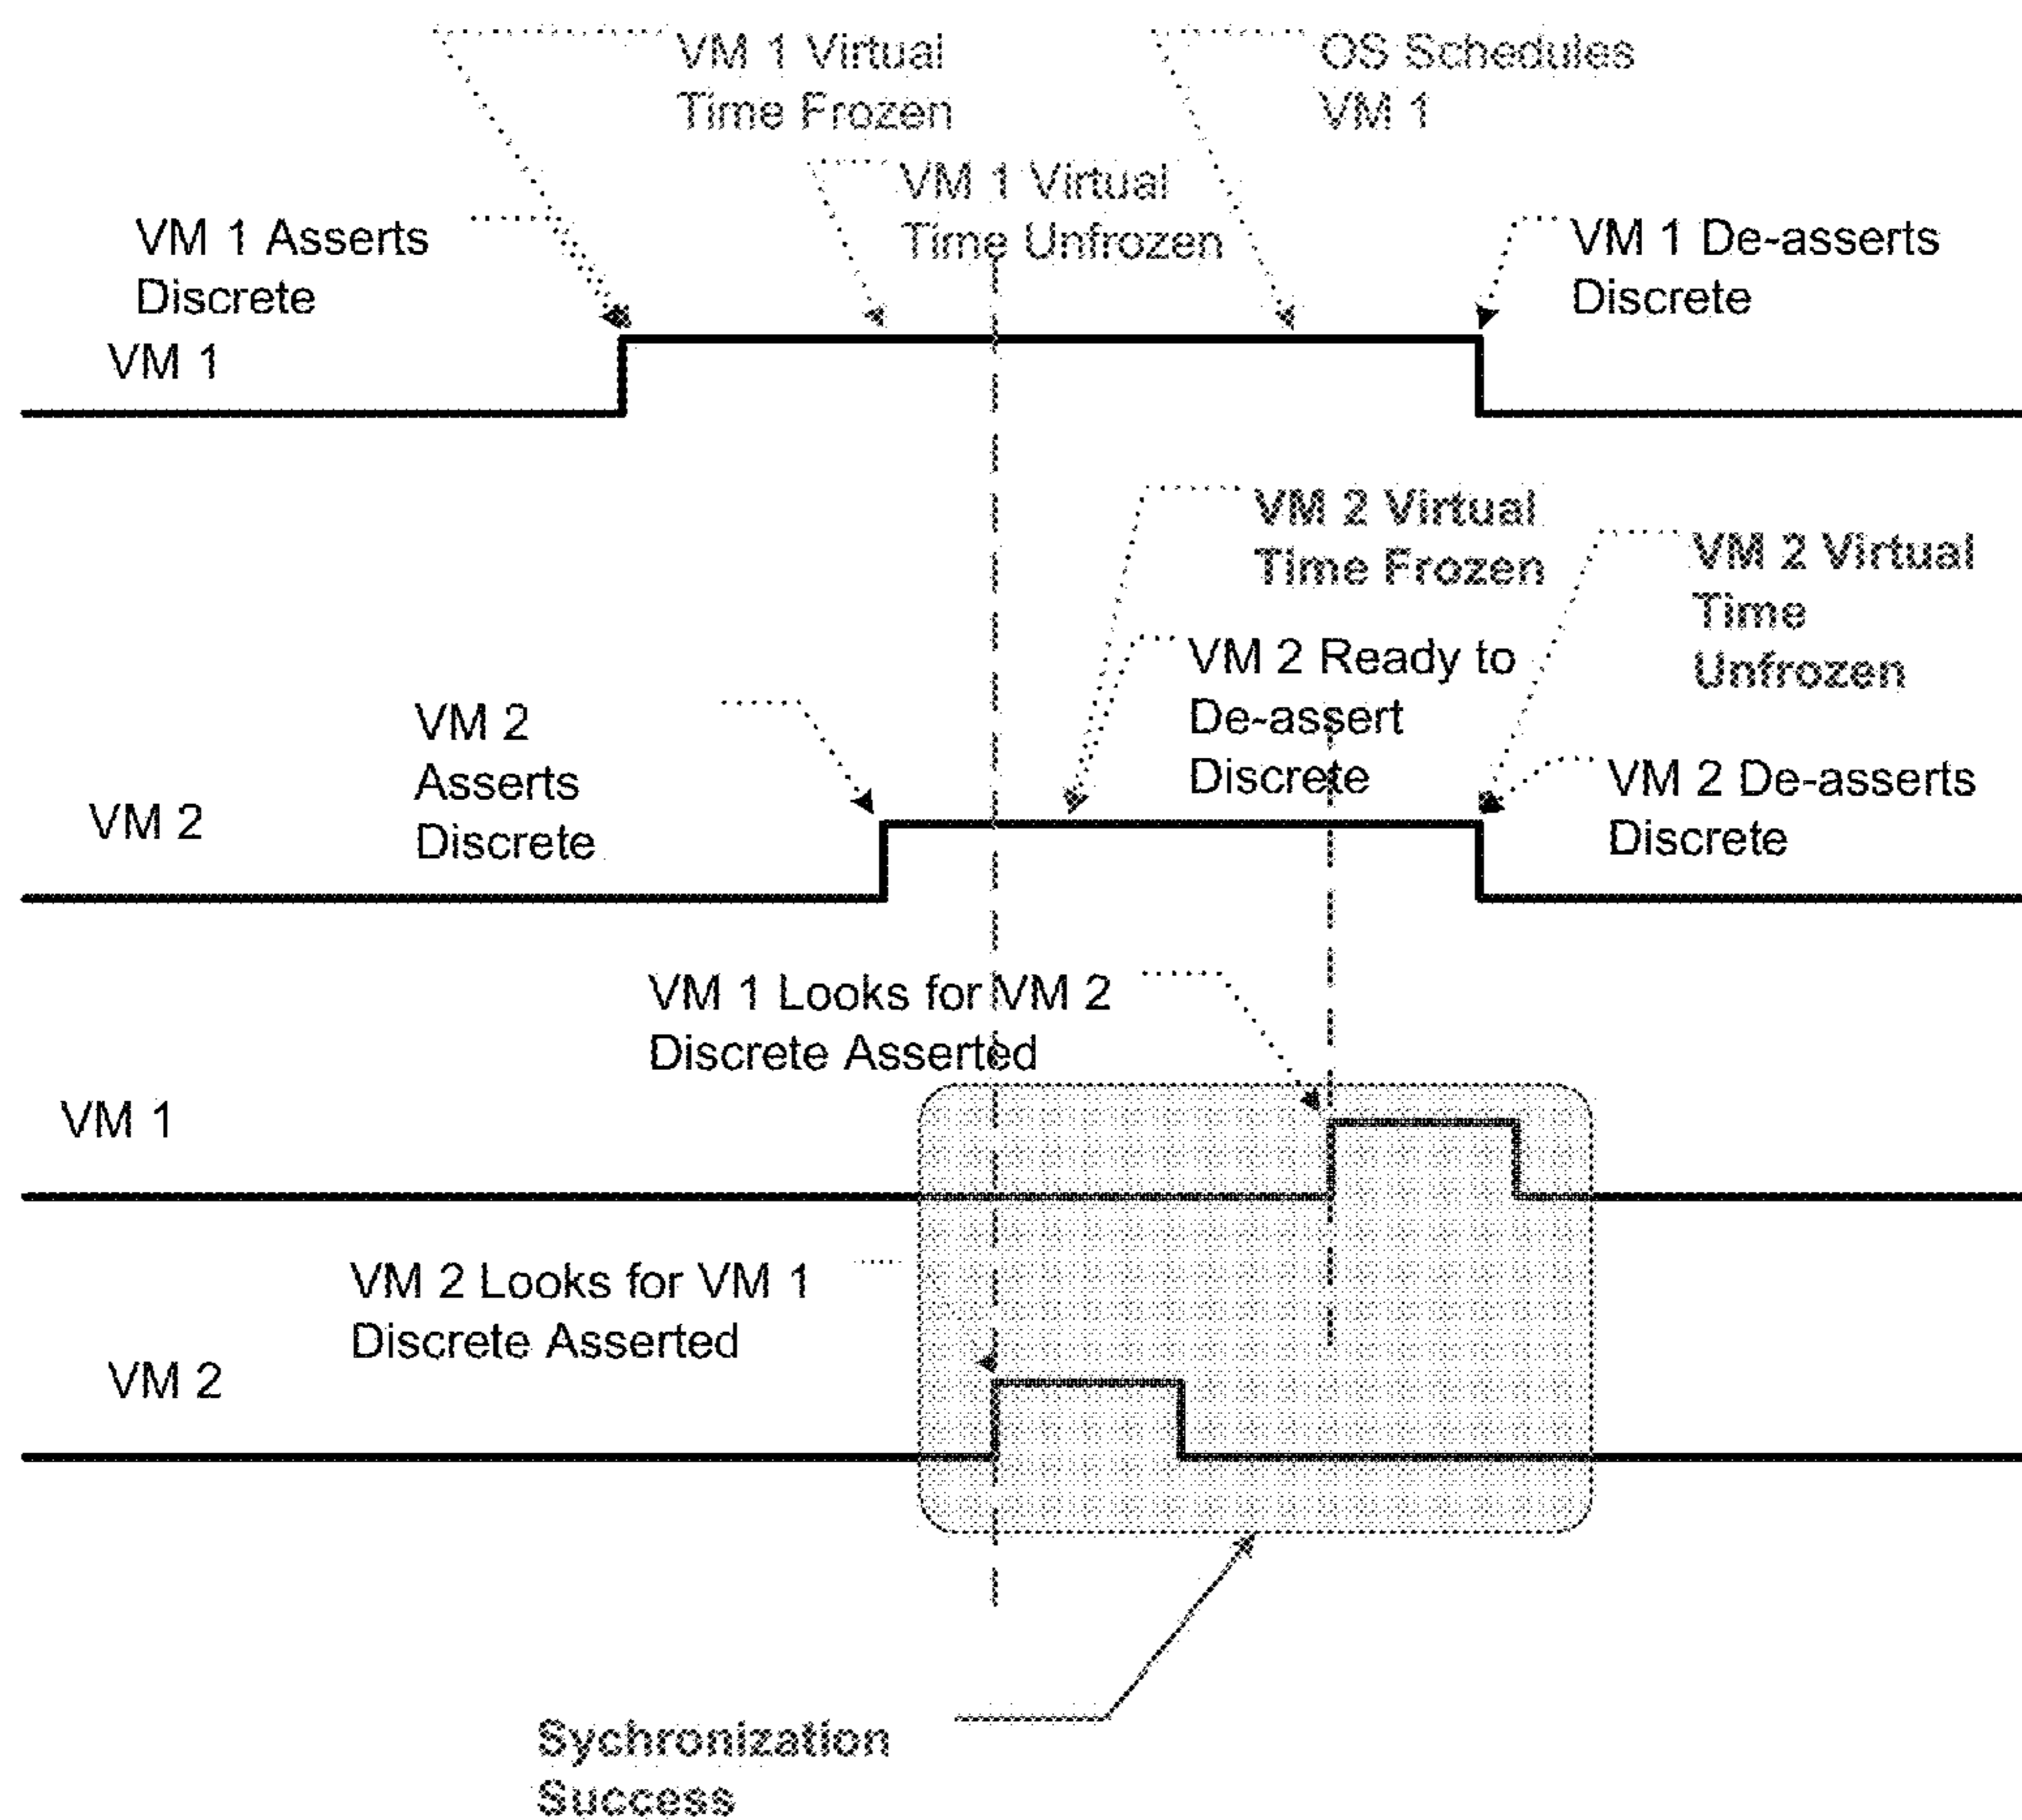 VM 1 Virtual
Time Frozen
OS Schedules
VM 1
VM 1 Virtual
Time Unfrozen
VM 1 Asserts
Discrete
VM 1 De-asserts
Discrete
VM 1
VM 2 Virtual
Time Frozen
VM 2 Virtual
Time
Unfrozen
VM 2 Ready to
De-assert
Discrete
VM 2
Asserts
Discrete
VM 2 De-asserts
Discrete
VM 2
VM 1 Looks for VM 2
Discrete Asserted
VM 1
VM 2 Looks for VM 1
Discrete Asserted
VM 2
Sychronization
Success